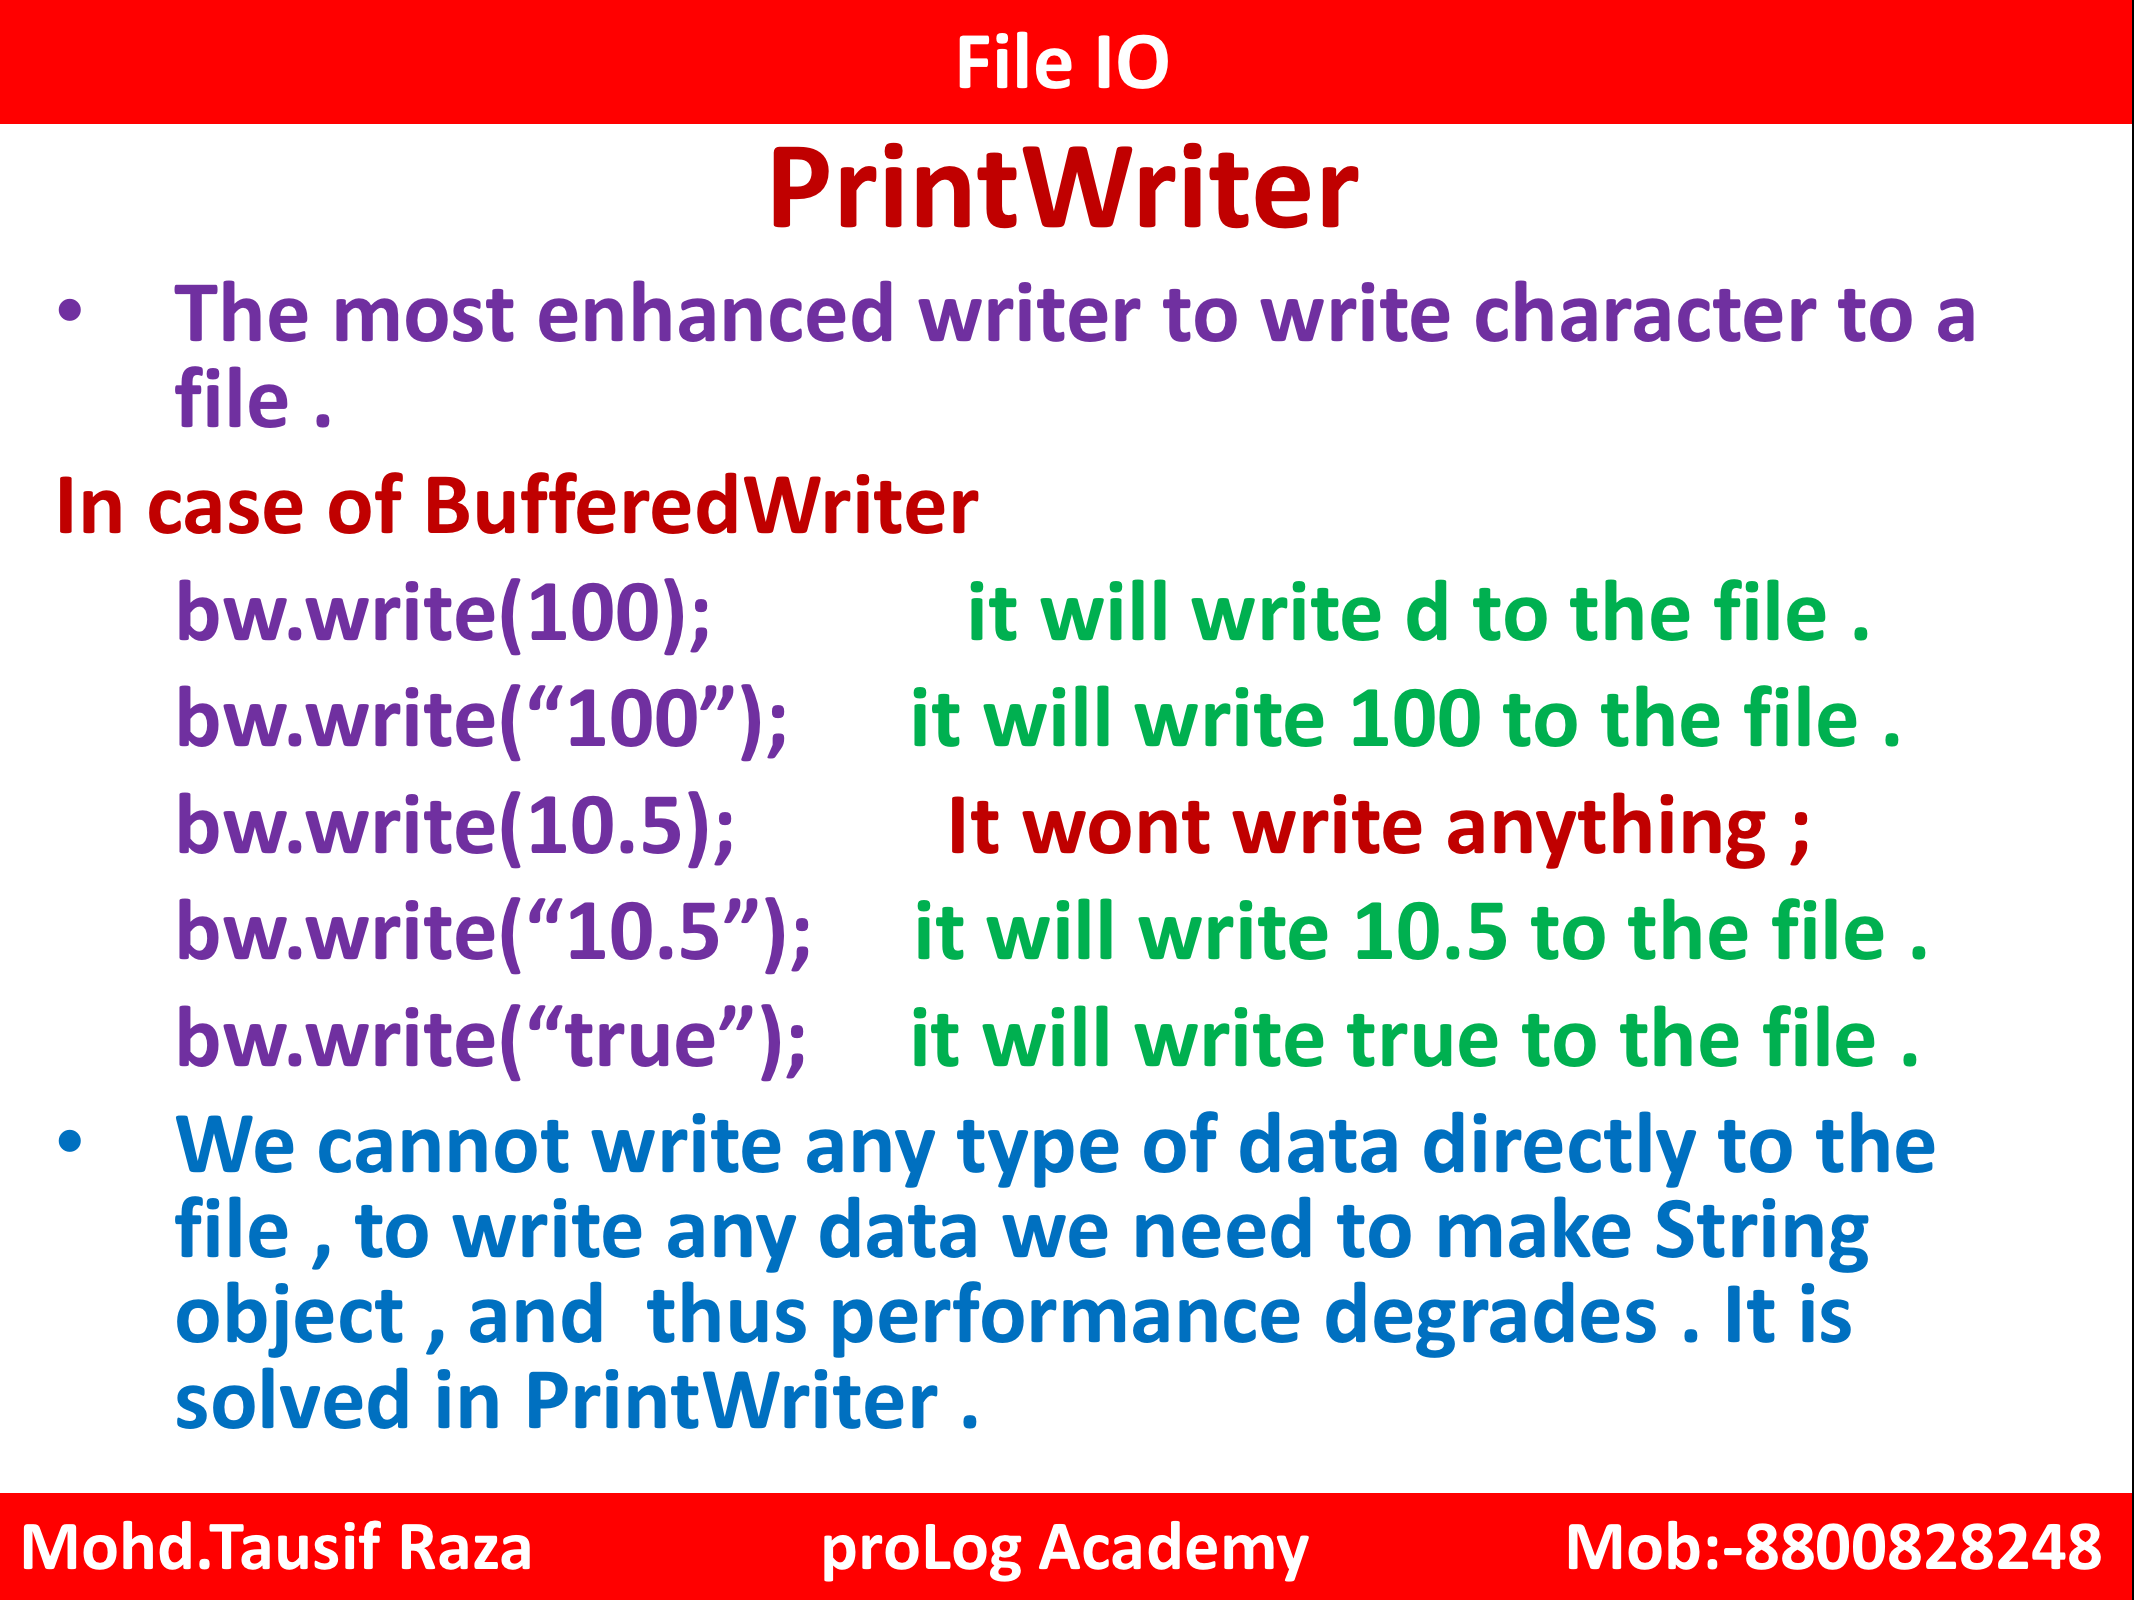 File IO
PrintWriter
• The most enhanced writer to write character to a
file .
In case of BufferedWriter
bw.write(100); it will write d to the file .
bw.write(“100”); it will write 100 to the file .
bw.write(10.5); It wont write anything ;
bw.write(“10.5”); it will write 10.5 to the file .
bw.write(“true”); it will write true to the file .
• We cannot write any type of data directly to the
file , to write any data we need to make String
object , and thus performance degrades . It is
solved in PrintWriter .
Mohd.Tausif Raza proLog Academy Mob:-8800828248